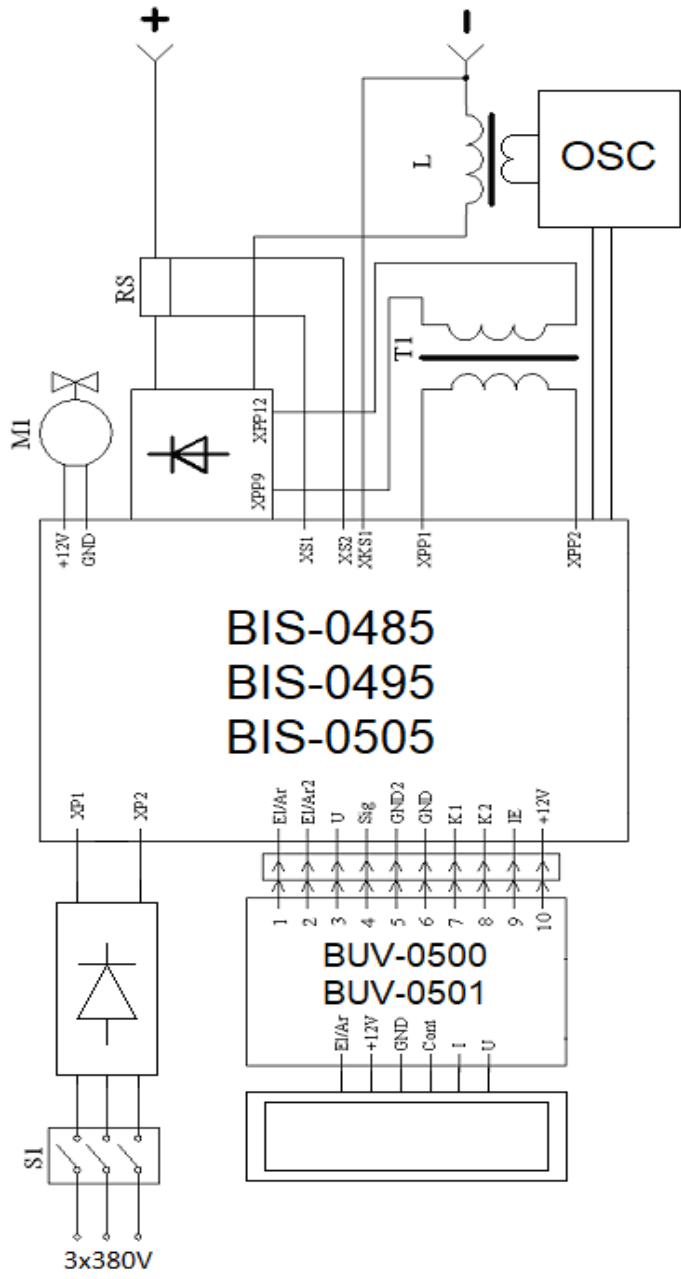 +
-
L
OSC
RS
T1
M1
XPP12
XPP9
+12V
GND
XS1
XS2
XKS1
XPP1
XPP2
BIS-0485
BIS-0495
BIS-0505
XP1
XP2
El/Ar
El/Ar2
U
Sig
GND2
GND
K1
K2
IE
+12V
1
2
3
4
5
6
7
8
9
10
BUV-0500
BUV-0501
El/Ar
+12V
GND
Cont
I
U
S1
3x380V